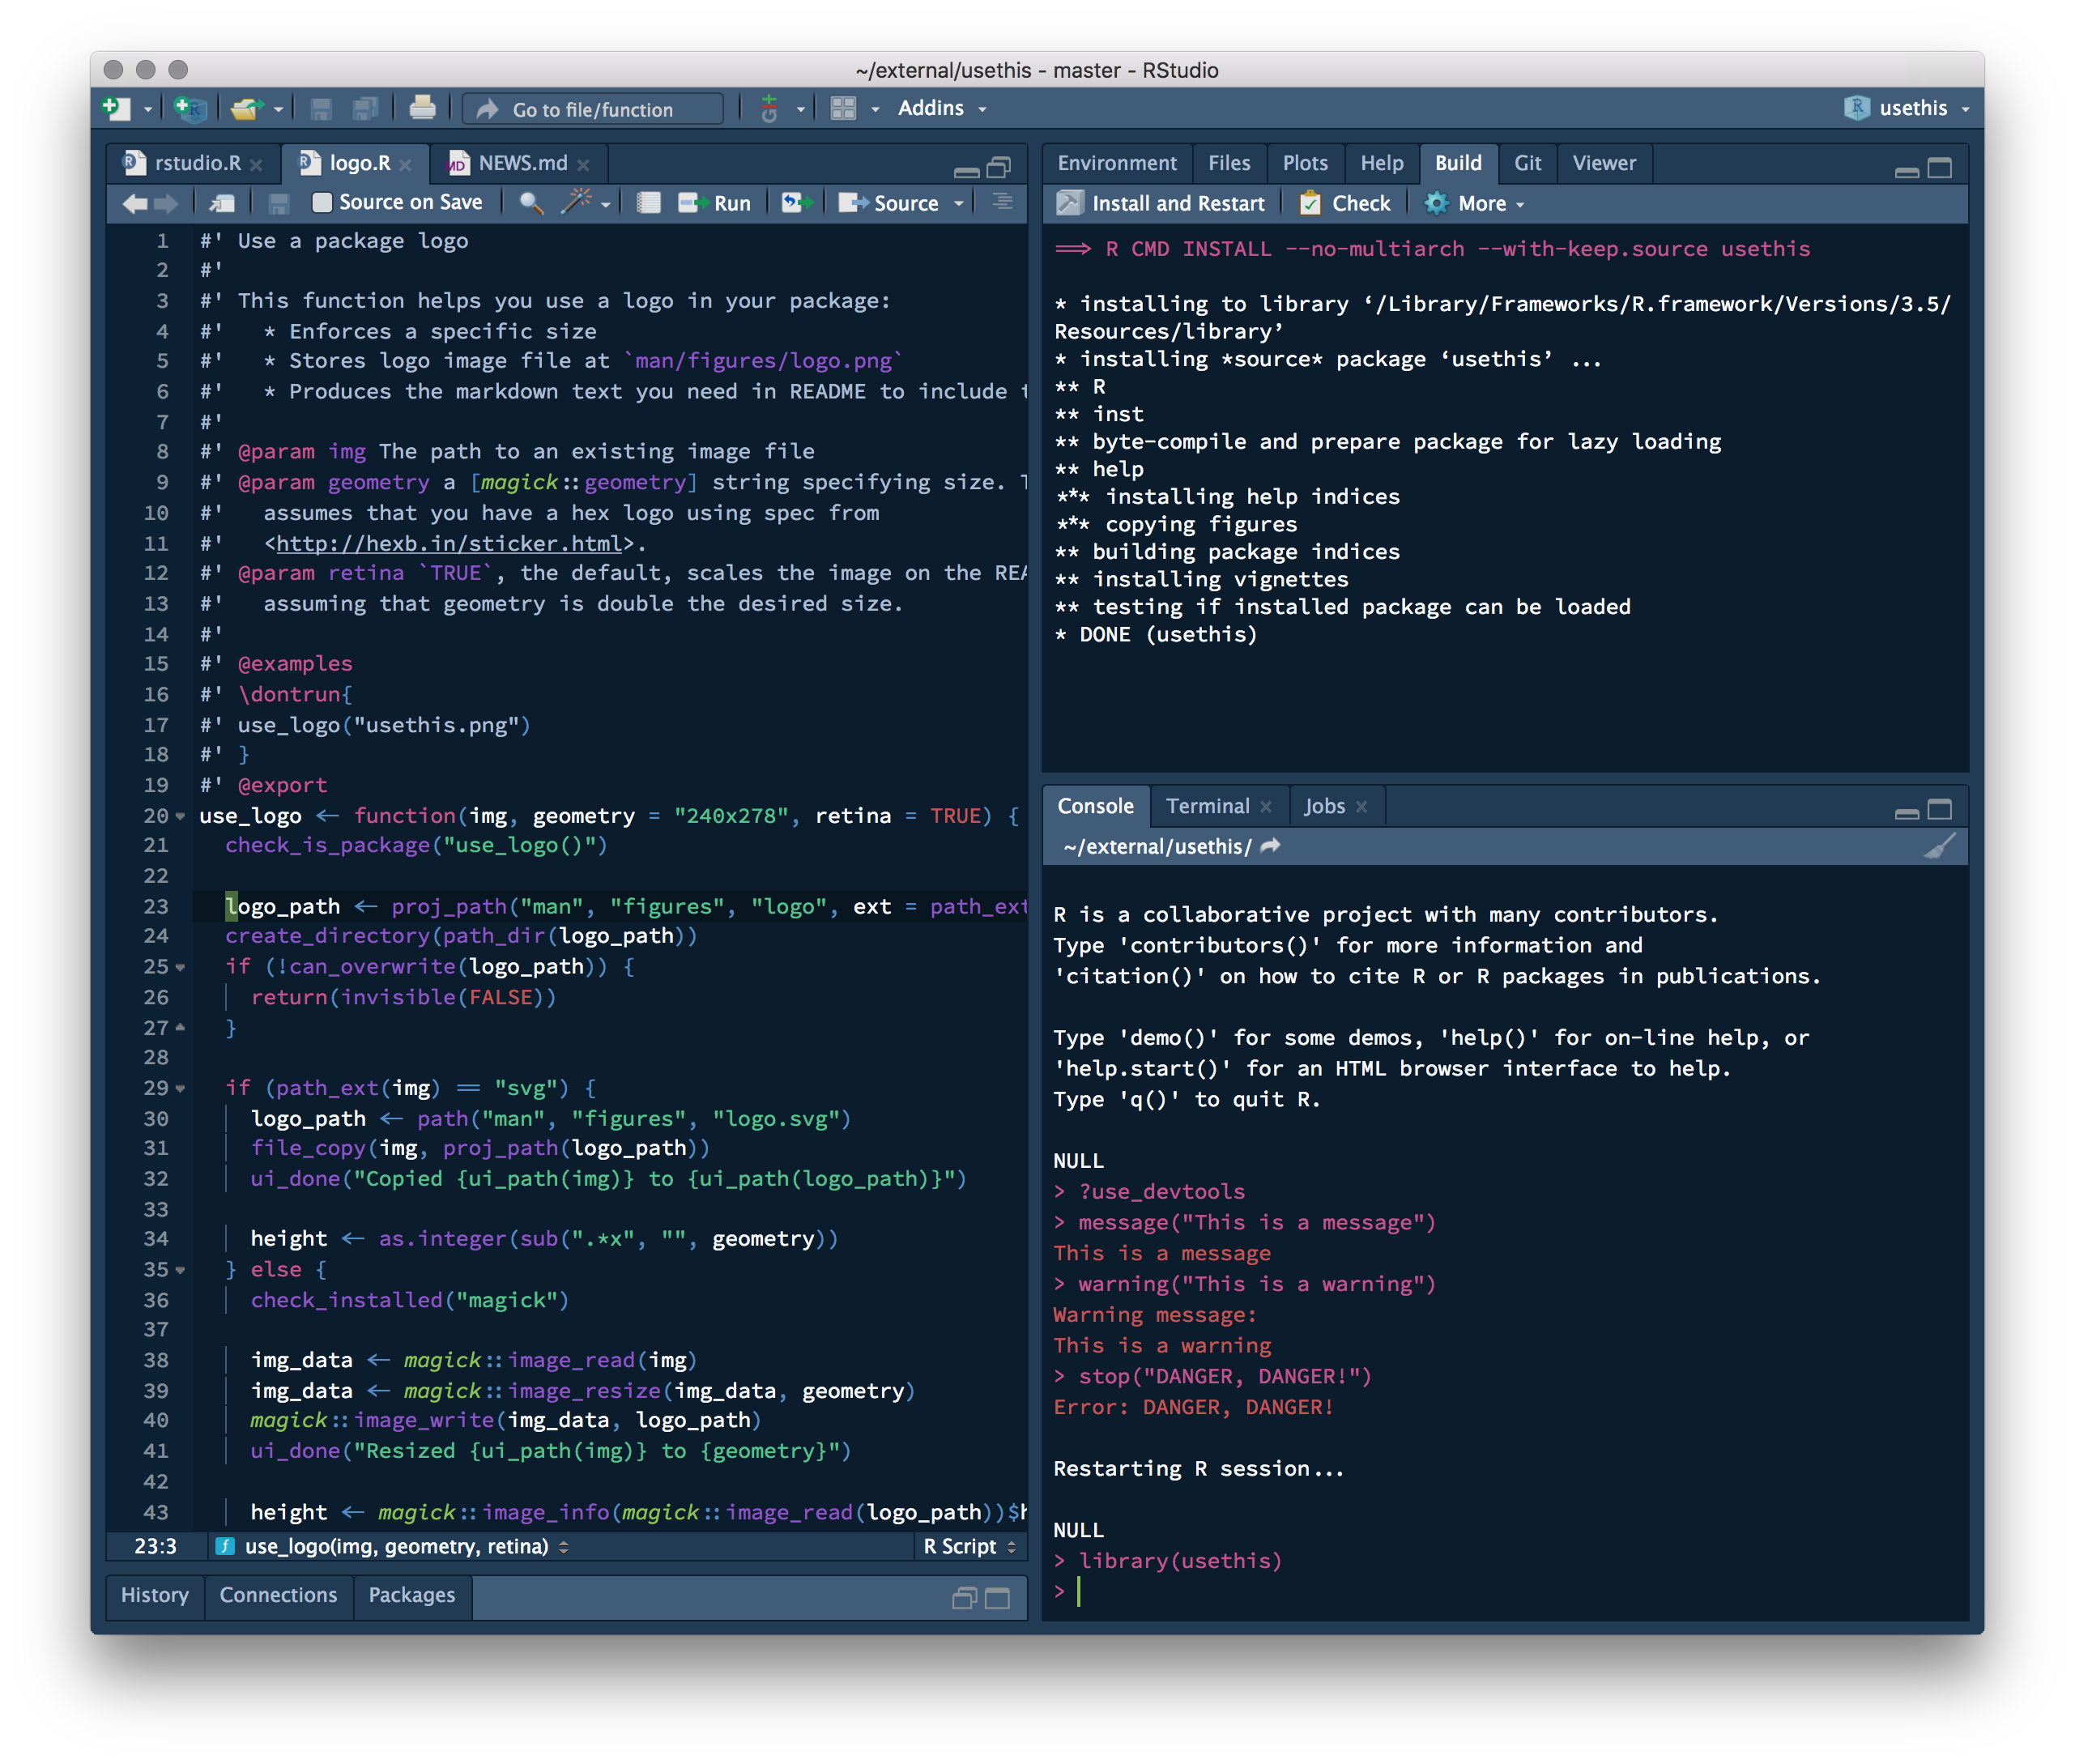 ~/external/usethis - master - RStudio
Go to file/function
Addins
usethis
rstudio.R
logo.R
NEWS.md
Source on Save
Run
Source
1 #' Use a package logo
2 #'
3 #' This function helps you use a logo in your package:
4 #'   * Enforces a specific size
5 #'   * Stores logo image file at `man/figures/logo.png`
6 #'   * Produces the markdown text you need in README to include
7 #'
8 #' @param img The path to an existing image file
9 #' @param geometry a [magick::geometry] string specifying size.
10 #'   assumes that you have a hex logo using spec from
11 #'   <http://hexb.in/sticker.html>.
12 #' @param retina `TRUE`, the default, scales the image on the REA
13 #'   assuming that geometry is double the desired size.
14 #'
15 #' @examples
16 #' \dontrun{
17 #' use_logo("usethis.png")
18 #' }
19 #' @export
20 use_logo <- function(img, geometry = "240x278", retina = TRUE) {
21   check_is_package("use_logo()")
22
23   logo_path <- proj_path("man", "figures", "logo", ext = path_ext
24   create_directory(path_dir(logo_path))
25   if (!can_overwrite(logo_path)) {
26     return(invisible(FALSE))
27   }
28
29   if (path_ext(img) == "svg") {
30     logo_path <- path("man", "figures", "logo.svg")
31     file_copy(img, proj_path(logo_path))
32     ui_done("Copied {ui_path(img)} to {ui_path(logo_path)}")
33
34     height <- as.integer(sub(".*x", "", geometry))
35   } else {
36     check_installed("magick")
37
38     img_data <- magick::image_read(img)
39     img_data <- magick::image_resize(img_data, geometry)
40     magick::image_write(img_data, logo_path)
41     ui_done("Resized {ui_path(img)} to {geometry}")
42
43     height <- magick::image_info(magick::image_read(logo_path))$h
23:3
use_logo(img, geometry, retina)
R Script
History
Connections
Packages
Environment
Files
Plots
Help
Build
Git
Viewer
Install and Restart
Check
More
==> R CMD INSTALL --no-multiarch --with-keep.source usethis
* installing to library ‘/Library/Frameworks/R.framework/Versions/3.5/
Resources/library’
* installing *source* package ‘usethis’ ...
** R
** inst
** byte-compile and prepare package for lazy loading
** help
*** installing help indices
*** copying figures
** building package indices
** installing vignettes
** testing if installed package can be loaded
* DONE (usethis)
Console
Terminal
Jobs
~/external/usethis/
R is a collaborative project with many contributors.
Type 'contributors()' for more information and
'citation()' on how to cite R or R packages in publications.
Type 'demo()' for some demos, 'help()' for on-line help, or
'help.start()' for an HTML browser interface to help.
Type 'q()' to quit R.
NULL
> ?use_devtools
> message("This is a message")
This is a message
> warning("This is a warning")
Warning message:
This is a warning
> stop("DANGER, DANGER!")
Error: DANGER, DANGER!
Restarting R session...
NULL
> library(usethis)
>